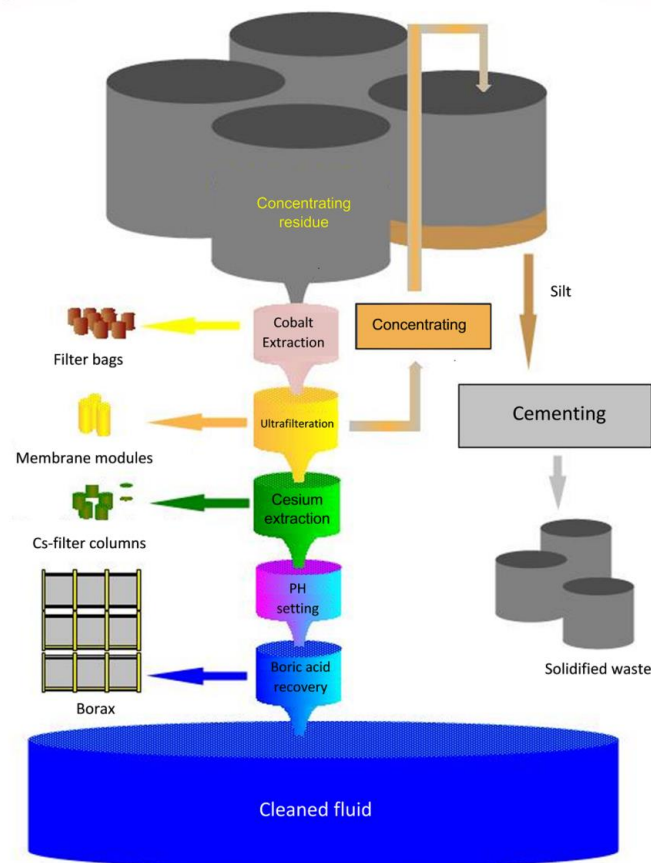 Concentrating
residue
Silt
Cobalt
Extraction
Concentrating
Filter bags
Ultrafilteration
Cementing
Membrane modules
Cesium
extraction
Cs-filter columns
PH
setting
Boric acid
recovery
Solidified waste
Borax
Cleaned fluid